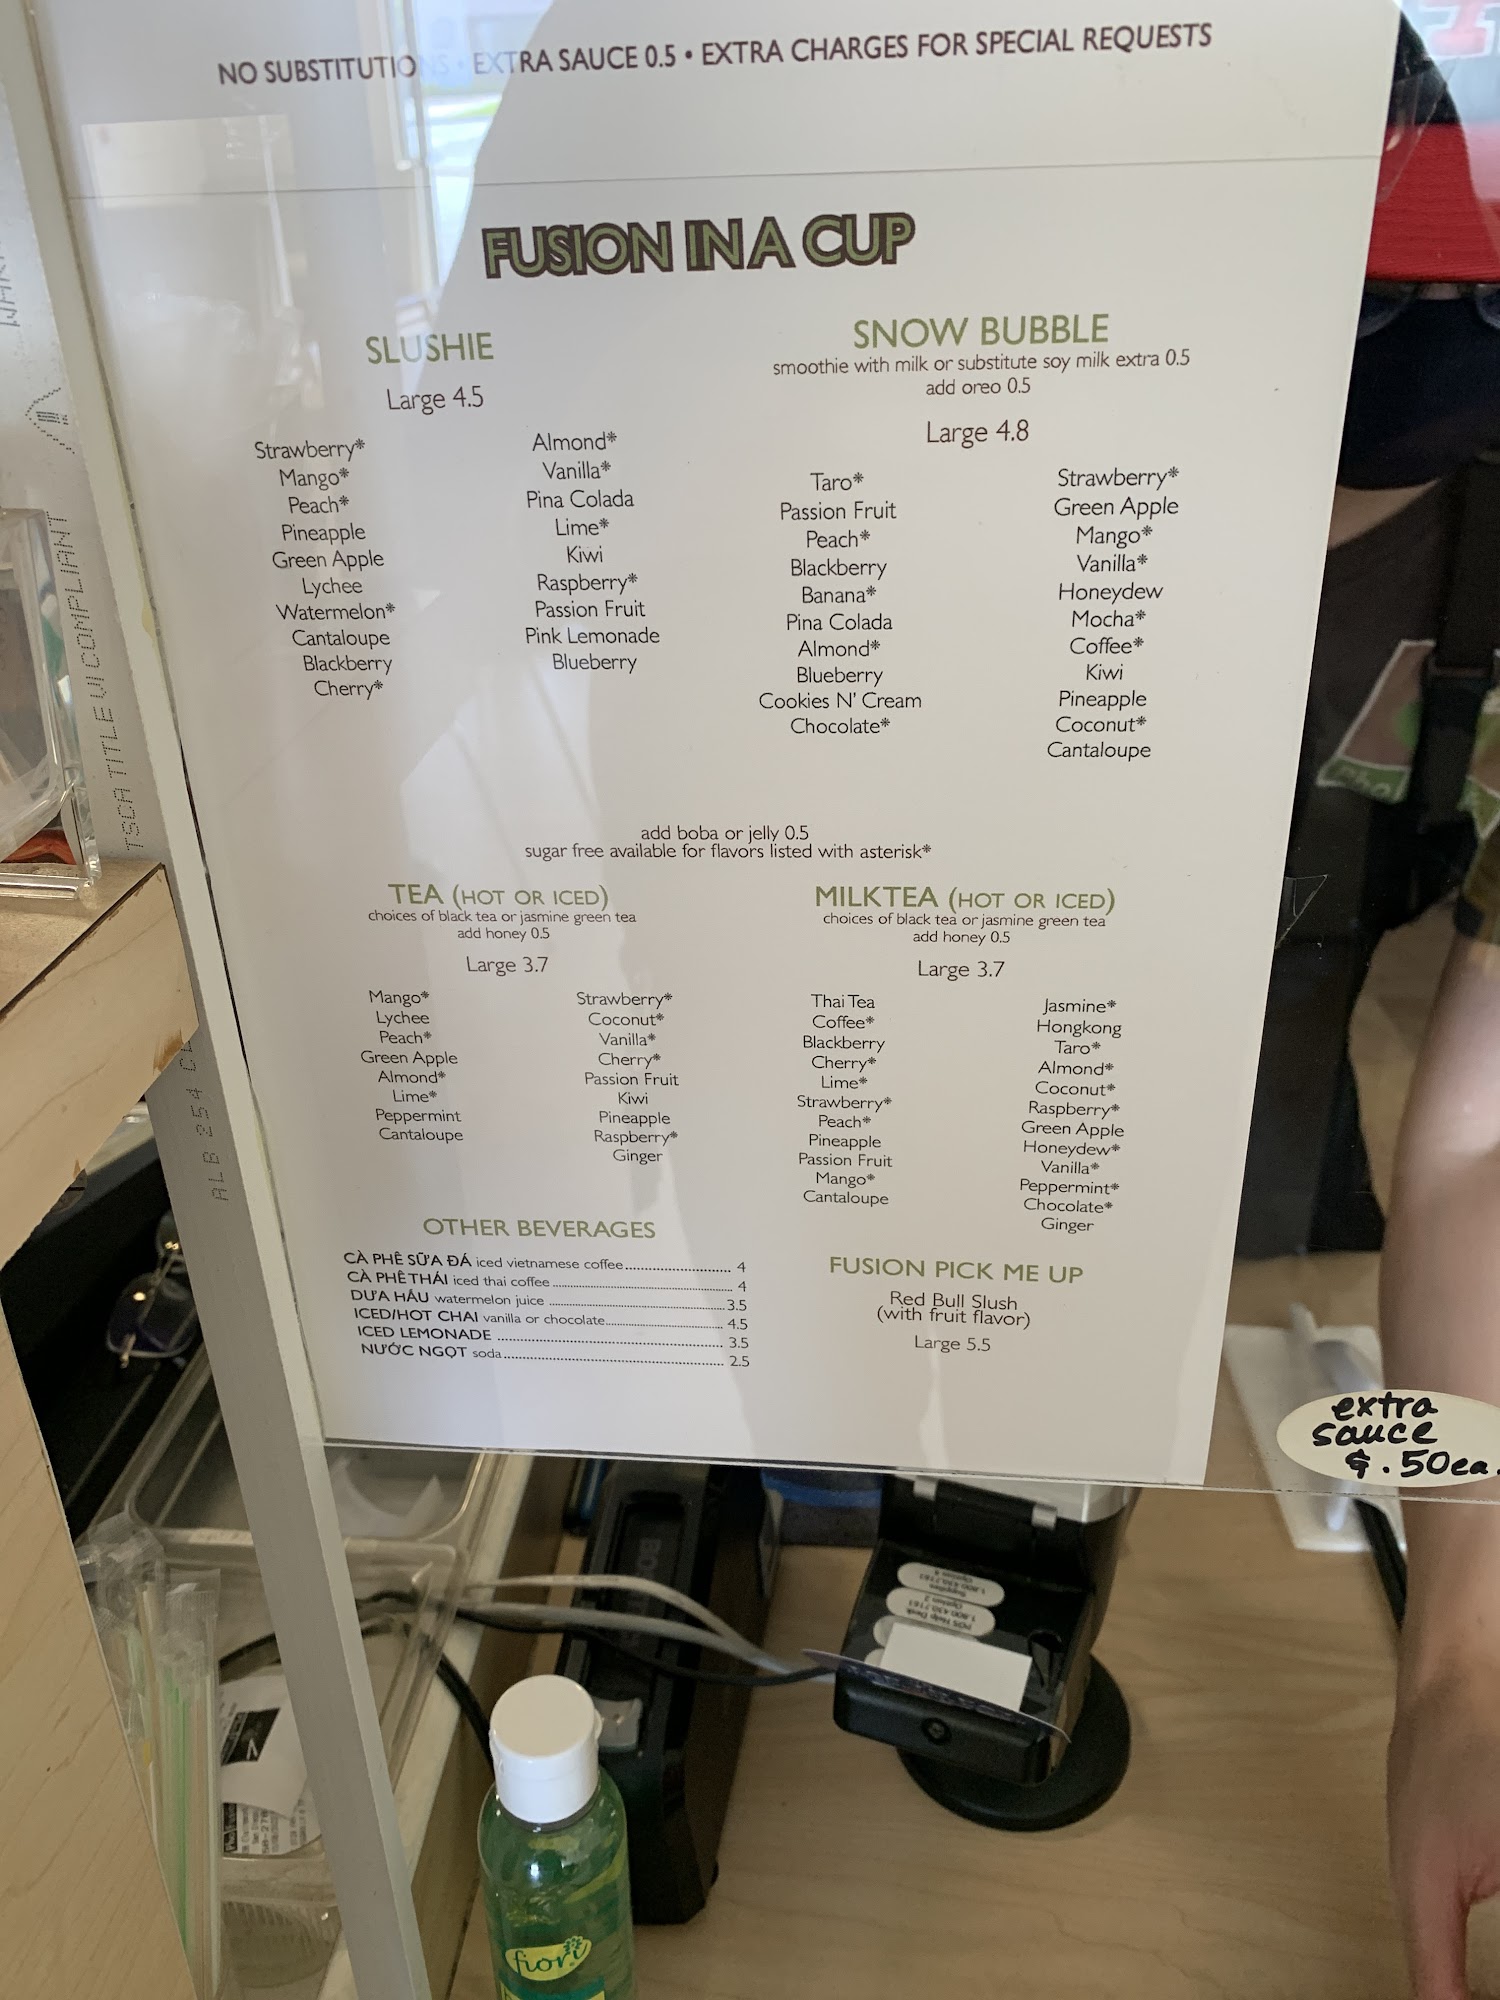 NO SUBSTITUTIONS • EXTRA SAUCE 0.5 • EXTRA CHARGES FOR SPECIAL REQUESTS
FUSION IN A CUP
SLUSHIE
Large 4.5
Strawberry*
Mango*
Peach*
Pineapple
Green Apple
Lychee
Watermelon*
Cantaloupe
Blackberry
Cherry*
Almond*
Vanilla*
Pina Colada
Lime*
Kiwi
Raspberry*
Passion Fruit
Pink Lemonade
Blueberry
SNOW BUBBLE
smoothie with milk or substitute soy milk extra 0.5
add oreo 0.5
Large 4.8
Taro*
Passion Fruit
Peach*
Blackberry
Banana*
Pina Colada
Almond*
Blueberry
Cookies N' Cream
Chocolate*
Strawberry*
Green Apple
Mango*
Vanilla*
Honeydew
Mocha*
Coffee*
Kiwi
Pineapple
Coconut*
Cantaloupe
add boba or jelly 0.5
sugar free available for flavors listed with asterisk*
TEA (HOT OR ICED)
choices of black tea or jasmine green tea
add honey 0.5
Large 3.7
Mango*
Lychee
Peach*
Green Apple
Almond*
Lime*
Peppermint
Cantaloupe
Strawberry*
Coconut*
Vanilla*
Cherry*
Passion Fruit
Kiwi
Pineapple
Raspberry*
Ginger
MILKTEA (HOT OR ICED)
choices of black tea or jasmine green tea
add honey 0.5
Large 3.7
Thai Tea
Coffee*
Blackberry
Cherry*
Lime*
Strawberry*
Peach*
Pineapple
Passion Fruit
Mango*
Cantaloupe
Jasmine*
Hongkong
Taro*
Almond*
Coconut*
Raspberry*
Green Apple
Honeydew*
Vanilla*
Peppermint*
Chocolate*
Ginger
OTHER BEVERAGES
CÀ PHÊ SỮA ĐÁ iced vietnamese coffee 4
CÀ PHÊ THÁI iced thai coffee 4
DƯA HẤU watermelon juice 3.5
ICED/HOT CHAI vanilla or chocolate 4.5
ICED LEMONADE 3.5
NƯỚC NGỌT soda 2.5
FUSION PICK ME UP
Red Bull Slush
(with fruit flavor)
Large 5.5
extra
sauce
$.50ea.
TSCA TITLE VI COMPLIANT
ALB 254
Pho
fiori